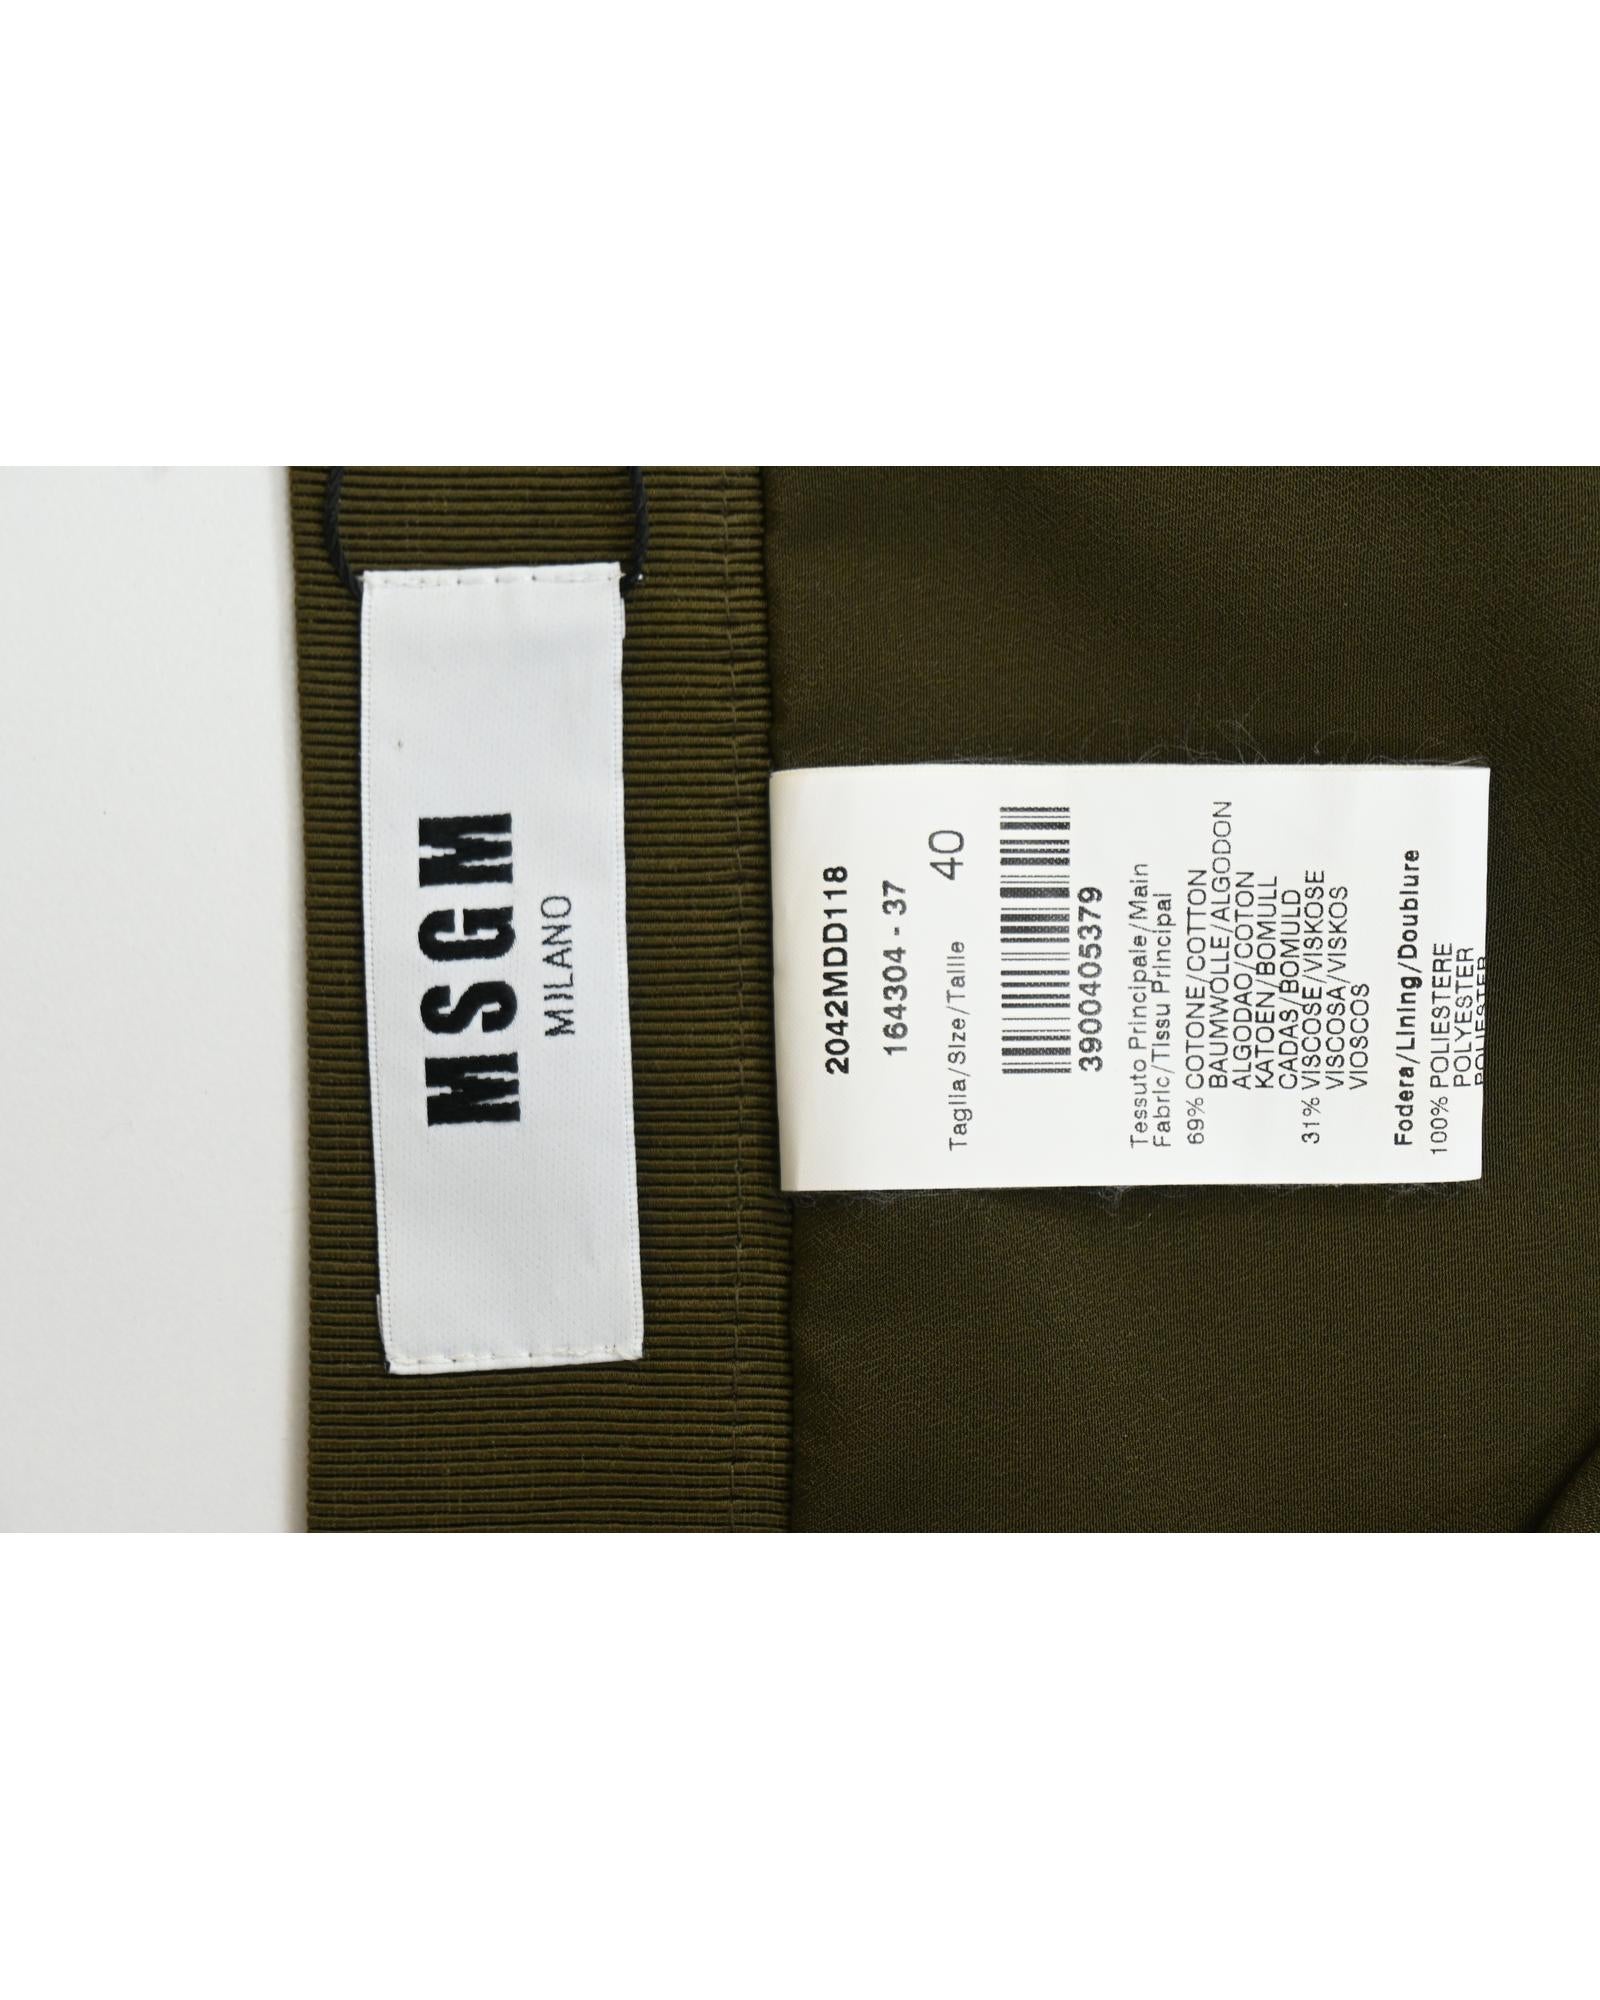 MSGM
MILANO
2042MDD118
164304 - 37
Taglia/Size/Taille 40
3900405379
Tessuto Principale/Main
Fabric/Tissu Principal
69% COTONE/COTTON
BAUMWOLLE/ALGODON
ALGODAO/COTON
KATOEN/BOMULL
CADAS/BOMULD
31% VISCOSE/VISKOSE
VISCOSA/VISKOS
VIOSCOS
Fodera/Lining/Doublure
100% POLIESTERE
POLYESTER
POLIESTER